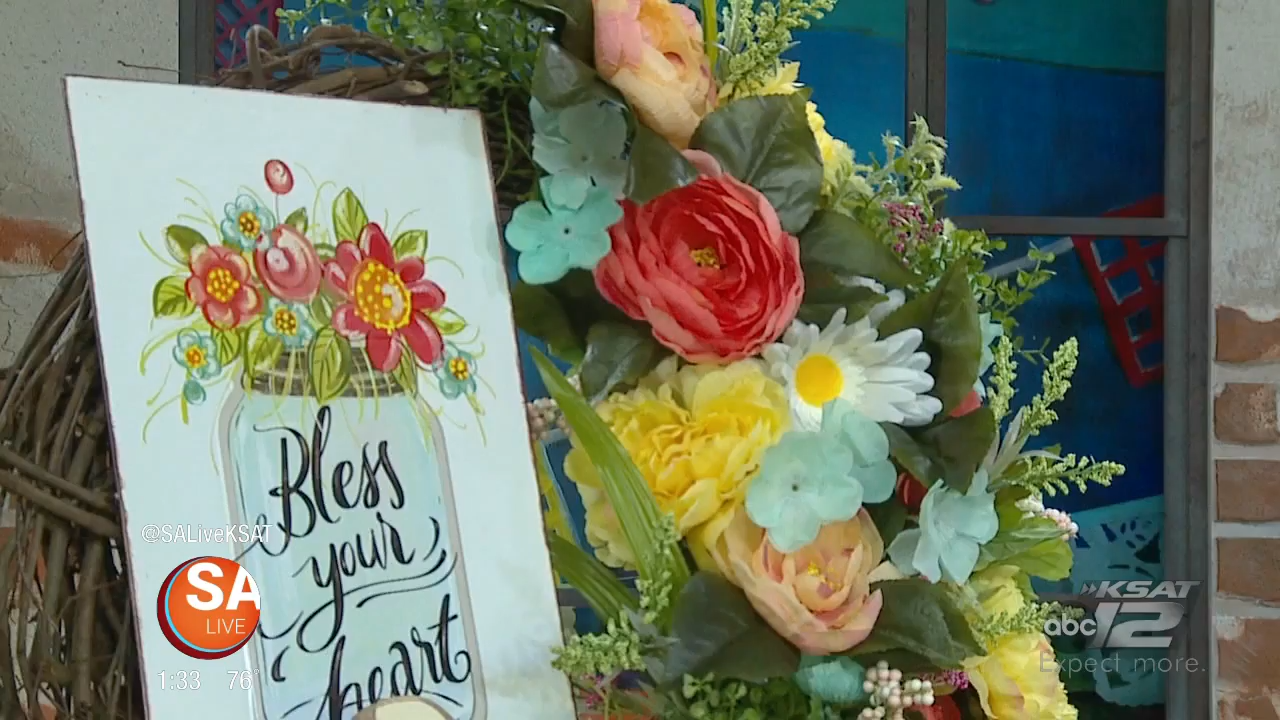 Bless
your
heart
@SALiveKSAT
SA
LIVE
1:33 76°
KSAT
abc 12
Expect more.